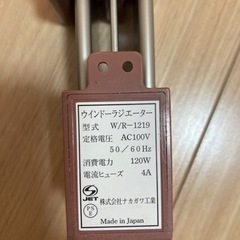 ウインドーラジエーター
型式 W/R-1219
定格電圧 AC100V
50/60Hz
消費電力 120W
電流ヒューズ 4A
JET 株式会社ナカガワ工業
PSE Made in Japan